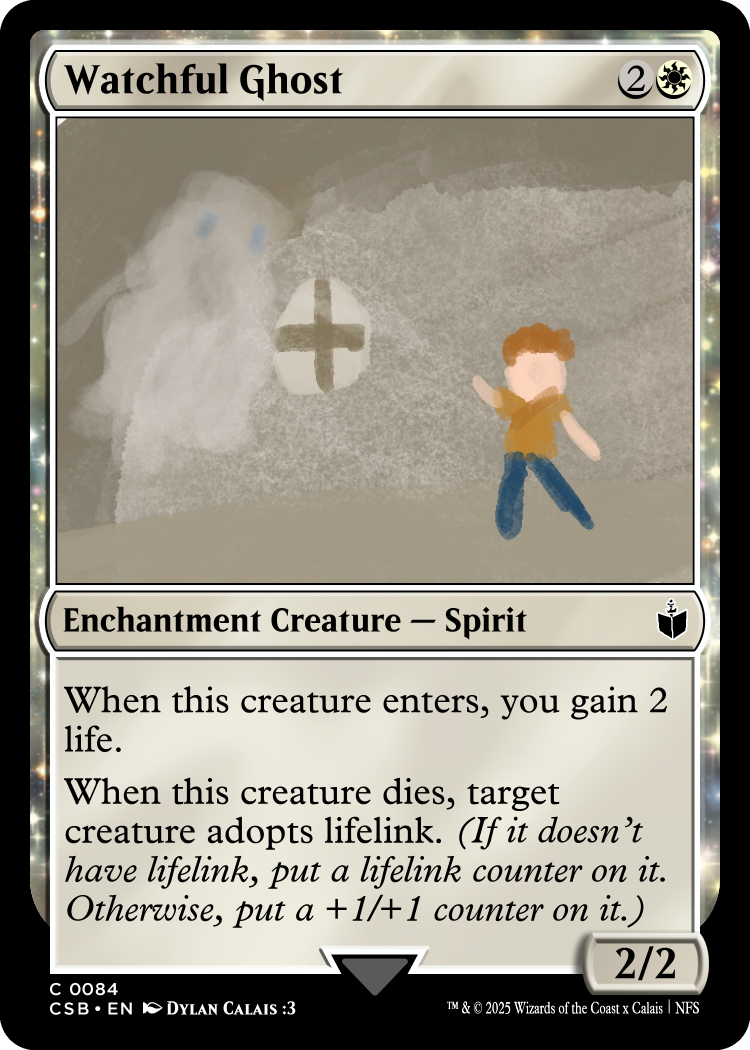 Watchful Ghost 2
Enchantment Creature — Spirit
When this creature enters, you gain 2
life.
When this creature dies, target
creature adopts lifelink. (If it doesn't
have lifelink, put a lifelink counter on it.
Otherwise, put a +1/+1 counter on it.)
2/2
C 0084
CSB • EN DYLAN CALAIS :3
™ & © 2025 Wizards of the Coast x Calais | NFS